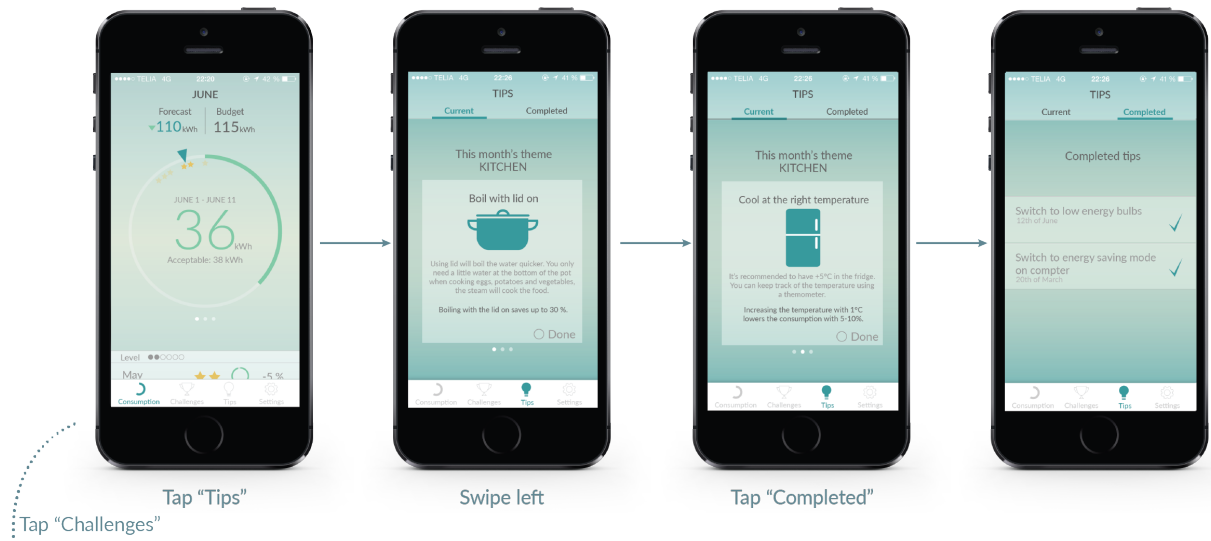 TELIA 4G 22:26 42 %
JUNE
Forecast Budget
110kWh 115kWh
JUNE 1 - JUNE 11
36kWh
Acceptable: 38 kWh
Level
May -5 %
Consumption Challenges Tips Settings
Tap “Tips”
Tap “Challenges”
TELIA 4G 22:26 41 %
TIPS
Current Completed
This month's theme
KITCHEN
Boil with lid on
Using lid will boil the water quicker. You only
need a little water at the bottom of the pot
when cooking eggs, potatoes and vegetables,
the steam will cook the food.
Boiling with the lid on saves up to 30 %.
Done
Consumption Challenges Tips Settings
Swipe left
TELIA 4G 22:26 41 %
TIPS
Current Completed
This month's theme
KITCHEN
Cool at the right temperature
It's recommended to have +5°C in the fridge.
You can keep track of the temperature using
a thermometer.
Increasing the temperature with 1°C
lowers the consumption with 5-10%.
Done
Consumption Challenges Tips Settings
Tap “Completed”
TELIA 4G 22:26 41 %
TIPS
Current Completed
Completed tips
Switch to low energy bulbs
12th of June
Switch to energy saving mode
on compter
20th of March
Consumption Challenges Tips Settings